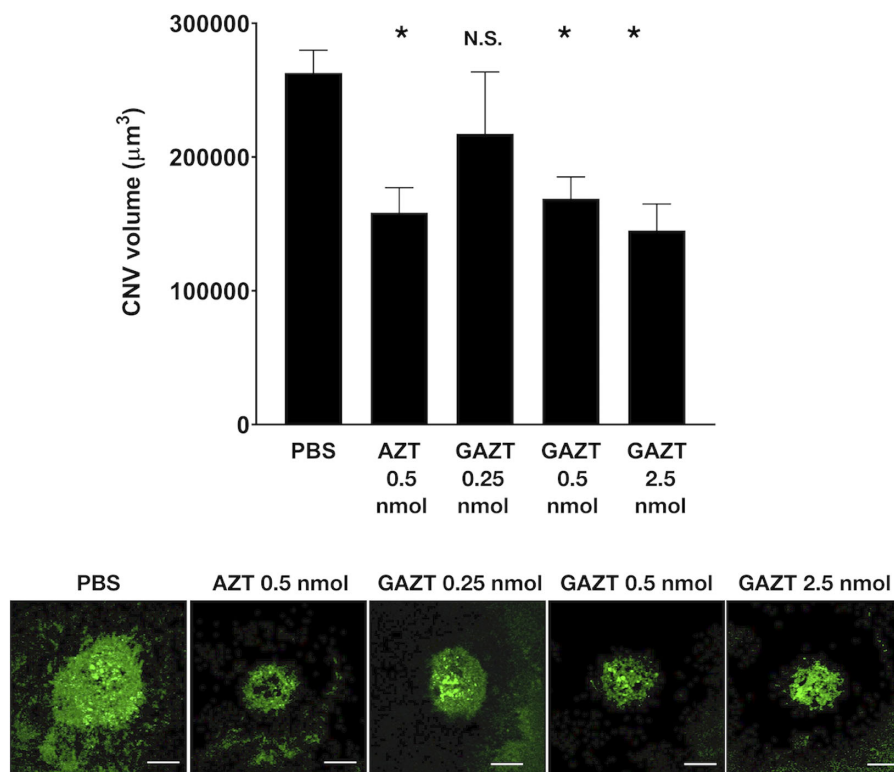 300000
200000
100000
0
CNV volume (μm³)
*
N.S.
*
*
PBS
AZT
0.5
nmol
GAZT
0.25
nmol
GAZT
0.5
nmol
GAZT
2.5
nmol
PBS
AZT 0.5 nmol
GAZT 0.25 nmol
GAZT 0.5 nmol
GAZT 2.5 nmol